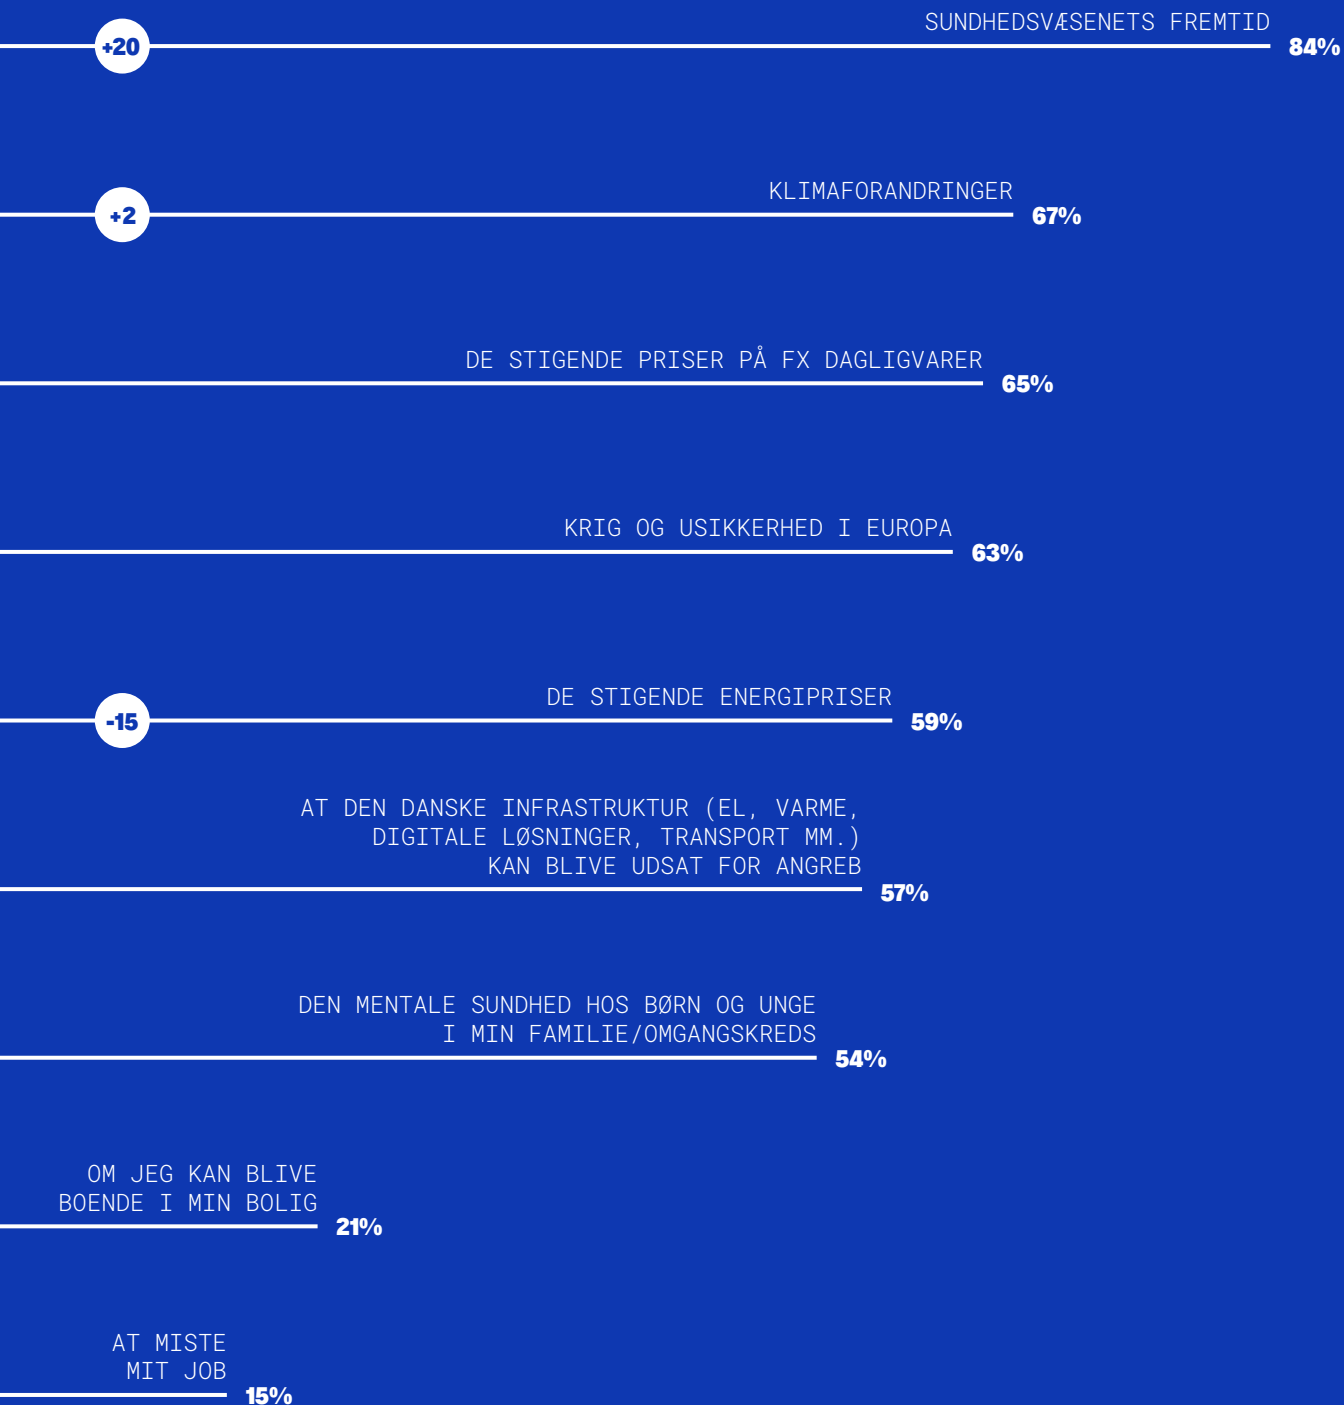 SUNDHEDSVÆSENETS FREMTID
+20
84%
KLIMAFORANDRINGER
+2
67%
DE STIGENDE PRISER PÅ FX DAGLIGVARER
65%
KRIG OG USIKKERHED I EUROPA
63%
DE STIGENDE ENERGIPRISER
-15
59%
AT DEN DANSKE INFRASTRUKTUR (EL, VARME,
DIGITALE LØSNINGER, TRANSPORT MM.)
KAN BLIVE UDSAT FOR ANGREB
57%
DEN MENTALE SUNDHED HOS BØRN OG UNGE
I MIN FAMILIE/OMGANGSKREDS
54%
OM JEG KAN BLIVE
BOENDE I MIN BOLIG
21%
AT MISTE
MIT JOB
15%